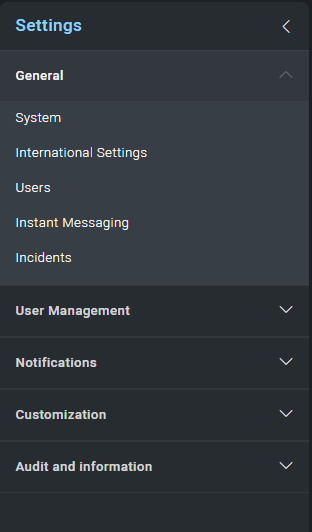 Settings
General
System
International Settings
Users
Instant Messaging
Incidents
User Management
Notifications
Customization
Audit and information